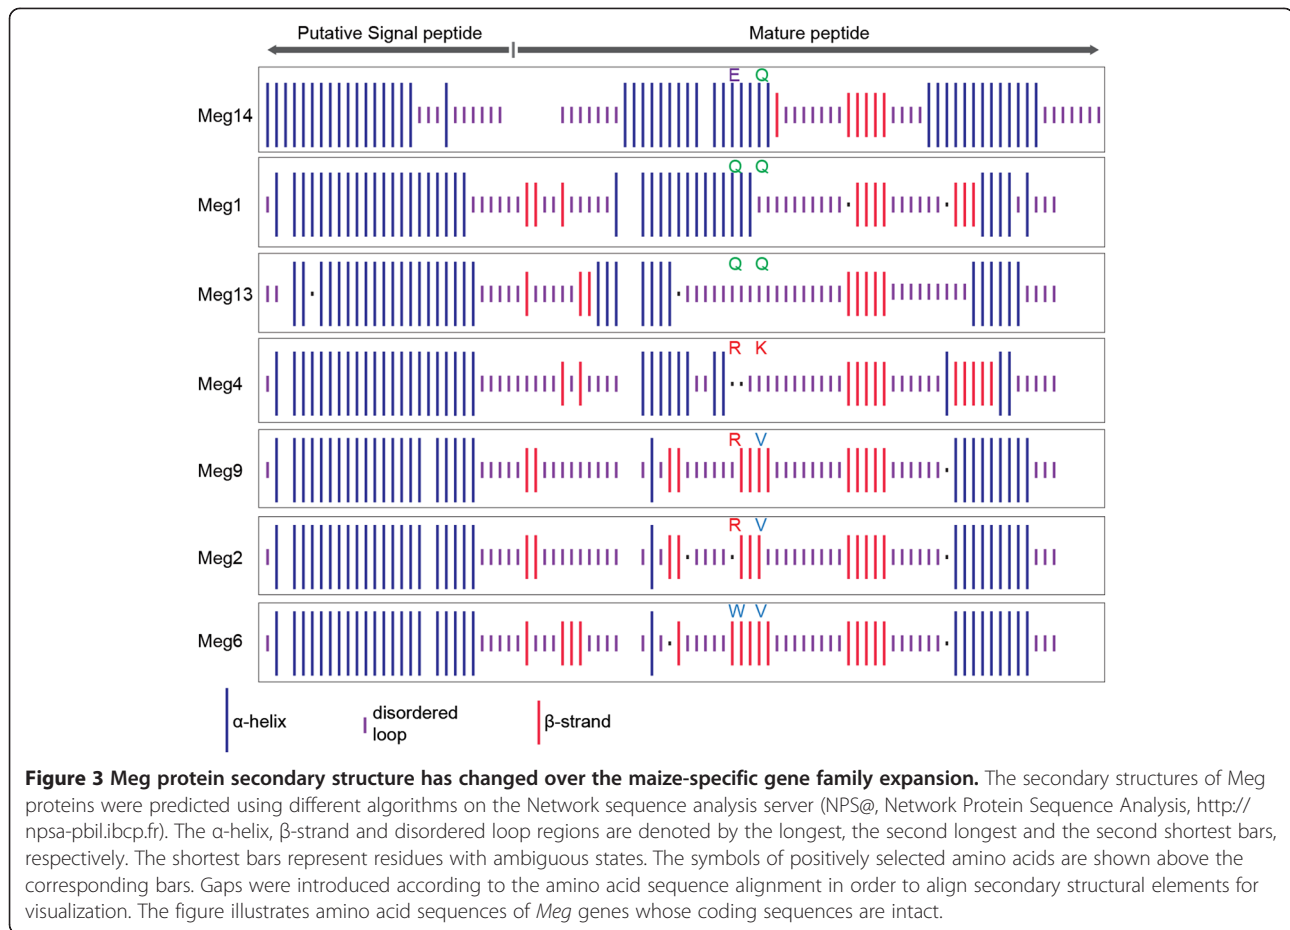 Putative Signal peptide Mature peptide
E Q
Meg14
Q Q
Meg1
Q Q
Meg13
R K
Meg4
R V
Meg9
R V
Meg2
W V
Meg6
α-helix
disordered
loop
β-strand
Figure 3 Meg protein secondary structure has changed over the maize-specific gene family expansion. The secondary structures of Meg
proteins were predicted using different algorithms on the Network sequence analysis server (NPS@, Network Protein Sequence Analysis, http://
npsa-pbil.ibcp.fr). The α-helix, β-strand and disordered loop regions are denoted by the longest, the second longest and the second shortest bars,
respectively. The shortest bars represent residues with ambiguous states. The symbols of positively selected amino acids are shown above the
corresponding bars. Gaps were introduced according to the amino acid sequence alignment in order to align secondary structural elements for
visualization. The figure illustrates amino acid sequences of Meg genes whose coding sequences are intact.